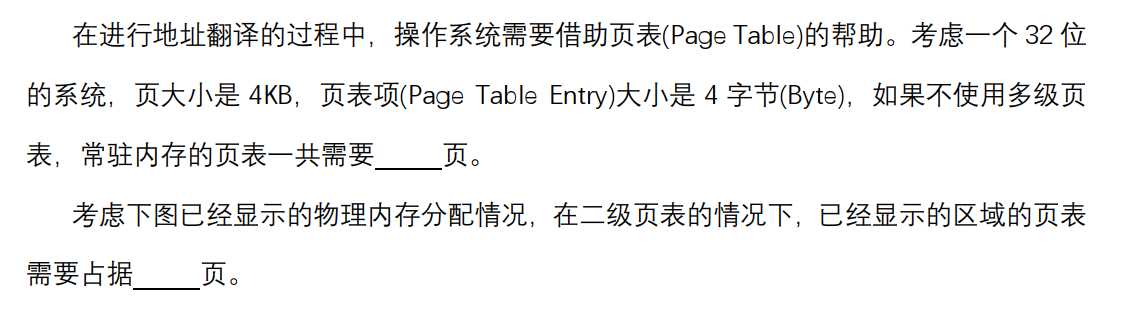 在进行地址翻译的过程中，操作系统需要借助页表(Page Table)的帮助。考虑一个 32 位
的系统，页大小是 4KB，页表项(Page Table Entry)大小是 4 字节(Byte)，如果不使用多级页
表，常驻内存的页表一共需要_____页。
考虑下图已经显示的物理内存分配情况，在二级页表的情况下，已经显示的区域的页表
需要占据_____页。